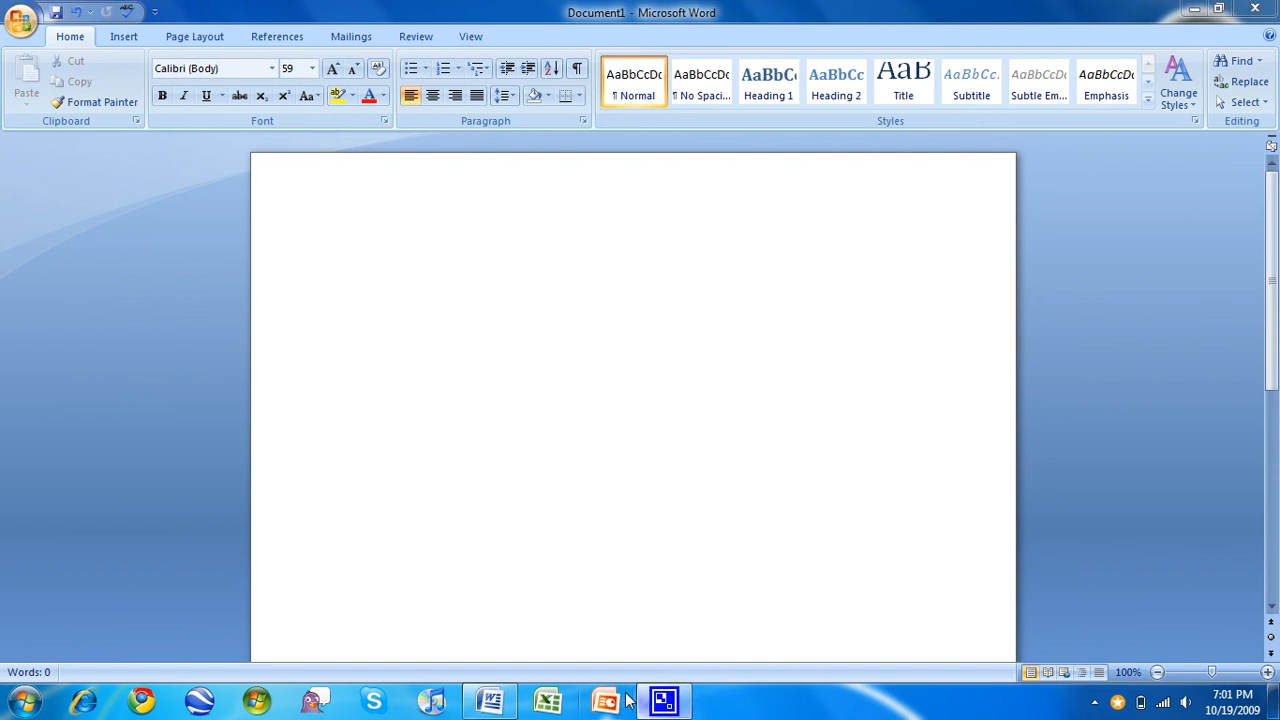 Document1 - Microsoft Word
Home Insert Page Layout References Mailings Review View
Paste
Cut
Copy
Format Painter
Clipboard
Calibri (Body) 59
Font
Paragraph
AaBbCcDc AaBbCcDc AaBbC AaBbCc AaB AaBbCc. AaBbCcDc AaBbCcDc
¶ Normal ¶ No Spaci... Heading 1 Heading 2 Title Subtitle Subtle Em... Emphasis
Change Styles
Styles
Find
Replace
Select
Editing
Words: 0
100%
7:01 PM
10/19/2009